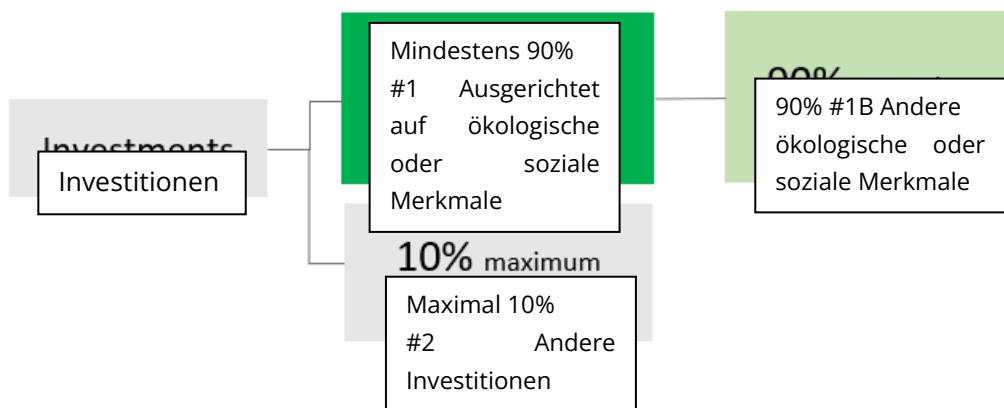 Investments
Investitionen
Mindestens 90%
#1 Ausgerichtet
auf ökologische
oder soziale
Merkmale
90% #1B Andere
ökologische oder
soziale Merkmale
10% maximum
Maximal 10%
#2 Andere
Investitionen